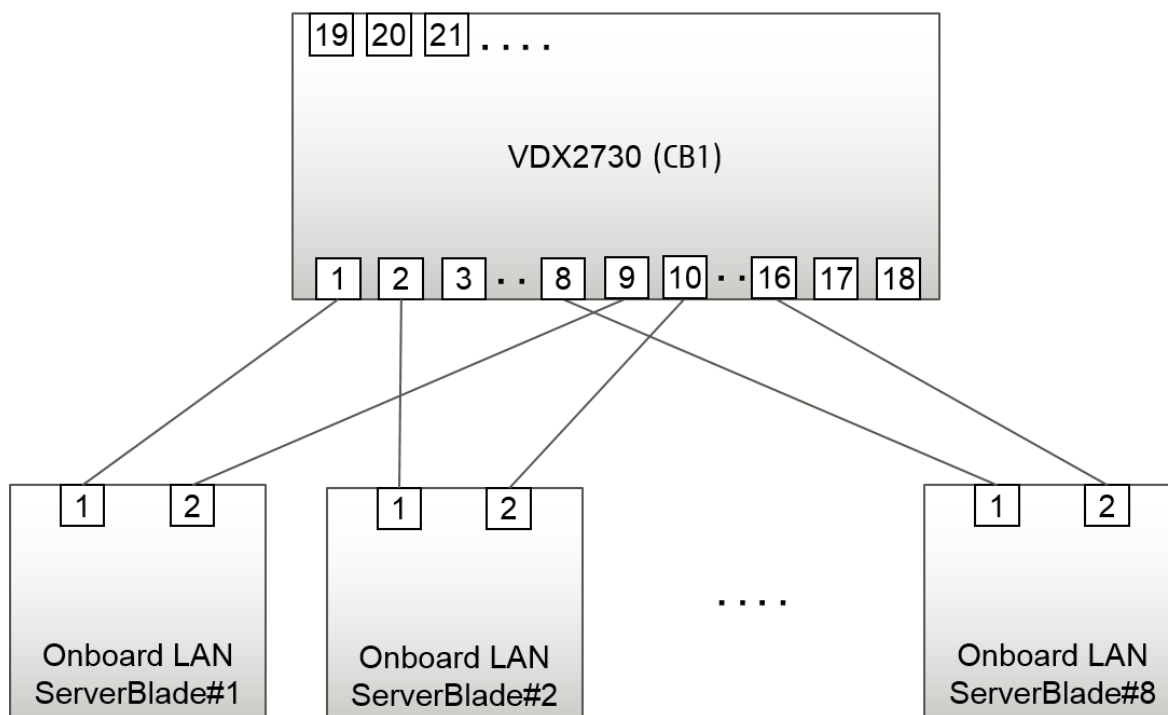 19 20 21 . . . .
VDX2730 (CB1)
1 2 3 . . 8 9 10 . . 16 17 18
1 2 1 2 1 2
. . . .
Onboard LAN Onboard LAN Onboard LAN
ServerBlade#1 ServerBlade#2 ServerBlade#8